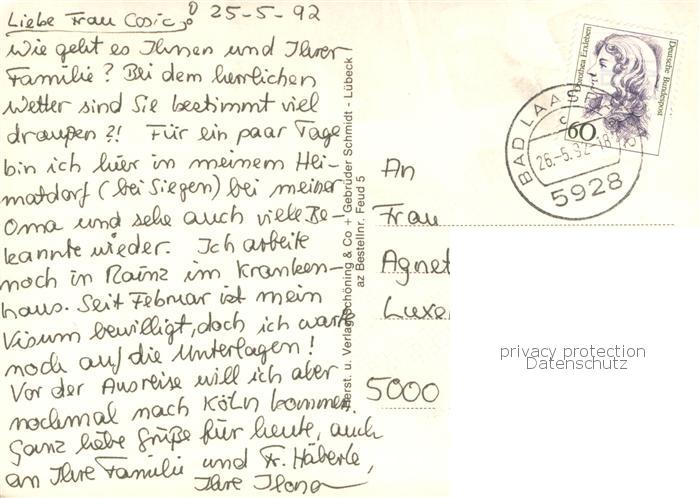 Liebe Frau Cosic! 25-5-92
Wie geht es Ihnen und Ihrer
Familie? Bei dem herrlichen
Wetter sind Sie bestimmt viel
draußen?! Für ein paar Tage
bin ich hier in meinem Hei-
matdorf (bei Siegen) bei meiner
Oma und sehe auch viele Be-
kannte wieder. Ich arbeite
noch in Mainz im Kranken-
haus. Seit Februar ist mein
Visum bewilligt, doch ich warte
noch auf die Unterlagen!
Vor der Ausreise will ich aber
nochmal nach Köln kommen.
Ganz liebe Grüße für heute, auch
an Ihre Familie und Fr. Häberle,
Ihre Ilona
Herst. u. Verlag Schöning & Co + Gebrüder Schmidt - Lübeck
az Bestellnr. Feud 5
Dorothea Erxleben
Deutsche Bundespost
60
BAD LAAS
c
26.-5.92-18
5928
An
Frau
Agnet
Luxe
5000
privacy protection
Datenschutz